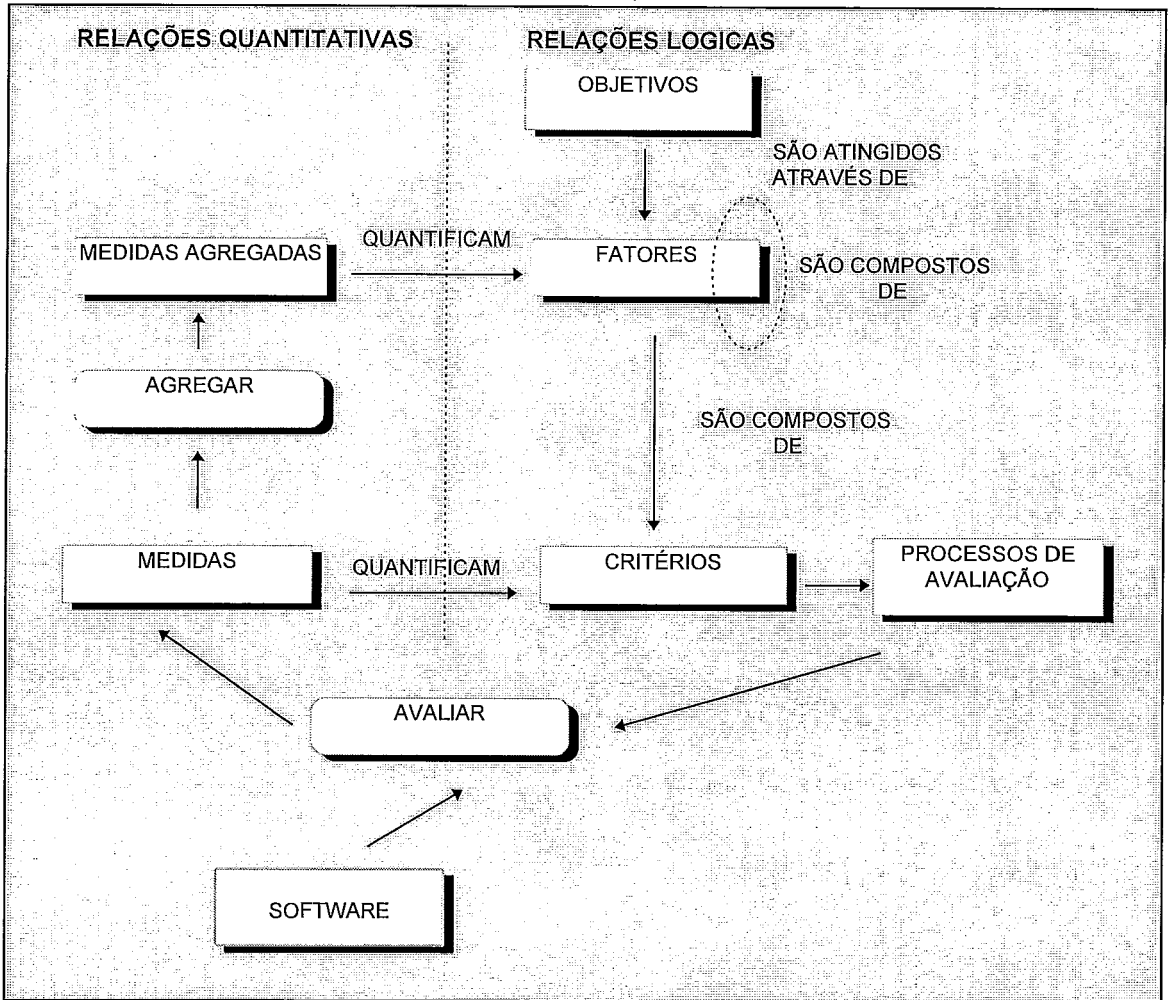 RELAÇÕES QUANTITATIVAS
RELAÇÕES LOGICAS
OBJETIVOS
SÃO ATINGIDOS
ATRAVÉS DE
MEDIDAS AGREGADAS
QUANTIFICAM
FATORES
SÃO COMPOSTOS
DE
AGREGAR
SÃO COMPOSTOS
DE
MEDIDAS
QUANTIFICAM
CRITÉRIOS
PROCESSOS DE
AVALIAÇÃO
AVALIAR
SOFTWARE